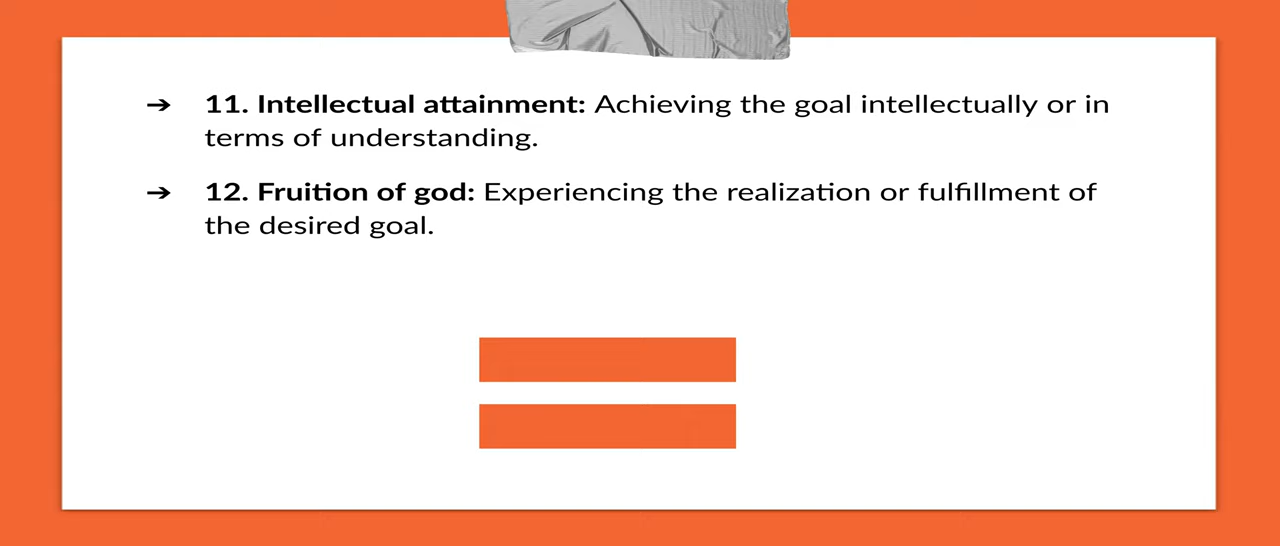 ➔ 11. Intellectual attainment: Achieving the goal intellectually or in
terms of understanding.
➔ 12. Fruition of god: Experiencing the realization or fulfillment of
the desired goal.